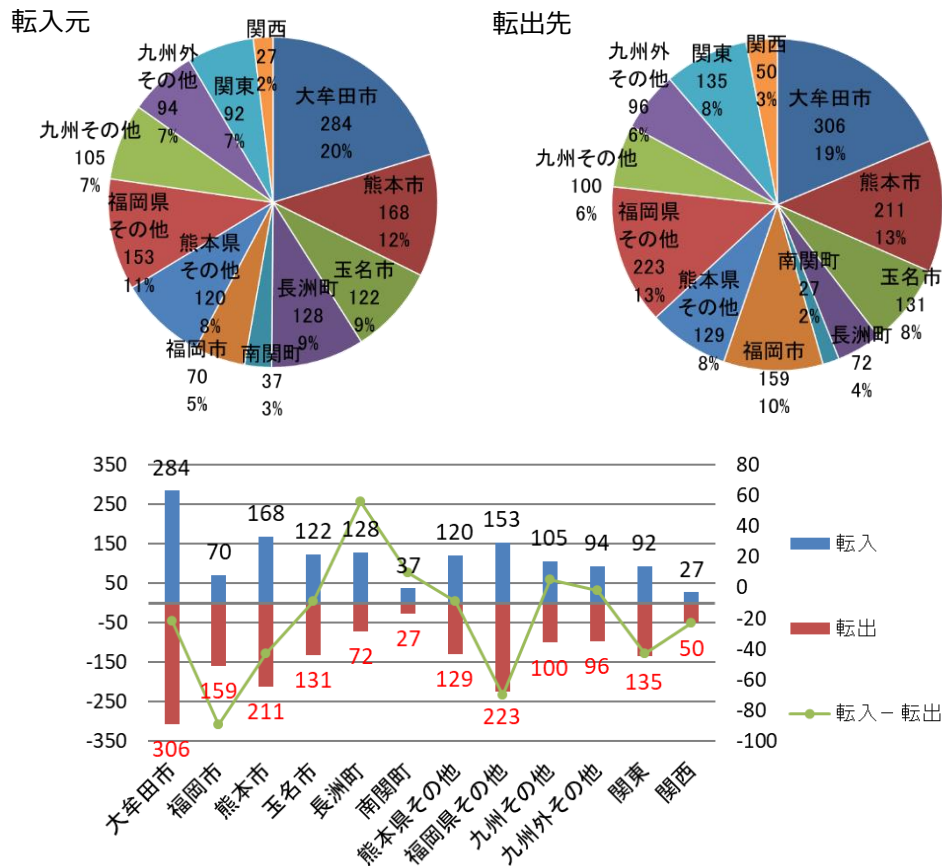 転入元
関西
27
2%
大牟田市
284
20%
熊本市
168
12%
玉名市
122
9%
長洲町
128
9%
南関町
37
3%
福岡市
70
5%
熊本県
その他
120
8%
福岡県
その他
153
11%
九州その他
105
7%
九州外
その他
94
7%
関東
92
7%
転出先
関西
50
3%
大牟田市
306
19%
熊本市
211
13%
玉名市
131
8%
長洲町
72
4%
南関町
27
2%
福岡市
159
10%
熊本県
その他
129
8%
福岡県
その他
223
13%
九州その他
100
6%
九州外
その他
96
6%
関東
135
8%
350
250
150
50
-50
-150
-250
-350
284
70
168
122
128
37
120
153
105
94
92
27
306
159
211
131
72
27
129
223
100
96
135
50
80
60
40
20
0
-20
-40
-60
-80
-100
転入
転出
転入－転出
大牟田市
福岡市
熊本市
玉名市
長洲町
南関町
熊本県その他
福岡県その他
九州その他
九州外その他
関東
関西